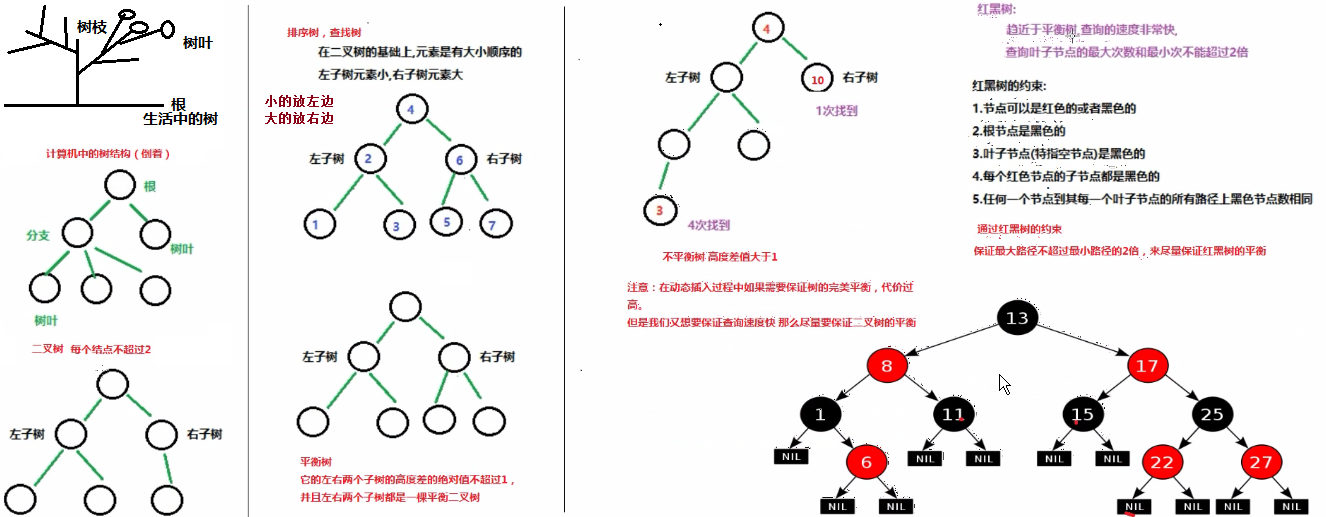 树枝
树叶
根
生活中的树
计算机中的树结构（倒着）
根
分支
树叶
树叶
二叉树 每个结点不超过2
左子树
右子树
排序树，查找树
在二叉树的基础上,元素是有大小顺序的
左子树元素小,右子树元素大
小的放左边
大的放右边
4
左子树
2
6
右子树
1
3
5
7
左子树
右子树
平衡树
它的左右两个子树的高度差的绝对值不超过1，
并且左右两个子树都是一棵平衡二叉树
4
左子树
10
右子树
1次找到
3
4次找到
不平衡树 高度差值大于1
注意：在动态插入过程中如果需要保证树的完美平衡，代价过
高。
但是我们又想要保证查询速度快 那么尽量要保证二叉树的平衡
红黑树:
趋近于平衡树,查询的速度非常快,
查询叶子节点的最大次数和最小次不能超过2倍
红黑树的约束:
1.节点可以是红色的或者黑色的
2.根节点是黑色的
3.叶子节点(特指空节点)是黑色的
4.每个红色节点的子节点都是黑色的
5.任何一个节点到其每一个叶子节点的所有路径上黑色节点数相同
通过红黑树的约束
保证最大路径不超过最小路径的2倍，来尽量保证红黑树的平衡
13
8
17
1
11
15
25
NIL
6
NIL
NIL
NIL
NIL
22
27
NIL
NIL
NIL
NIL
NIL
NIL